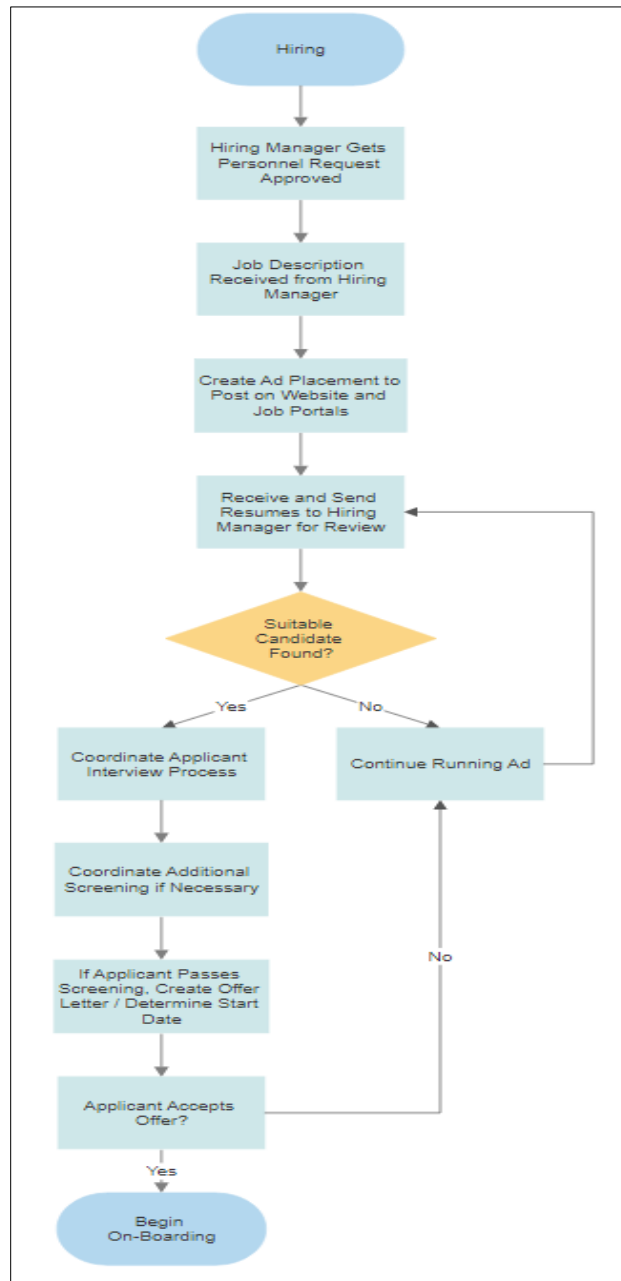 Hiring
Hiring Manager Gets
Personnel Request
Approved
Job Description
Received from Hiring
Manager
Create Ad Placement to
Post on Website and
Job Portals
Receive and Send
Resumes to Hiring
Manager for Review
Suitable
Candidate
Found?
Yes
No
Coordinate Applicant
Interview Process
Continue Running Ad
Coordinate Additional
Screening if Necessary
No
If Applicant Passes
Screening, Create Offer
Letter / Determine Start
Date
Applicant Accepts
Offer?
Yes
Begin
On-Boarding